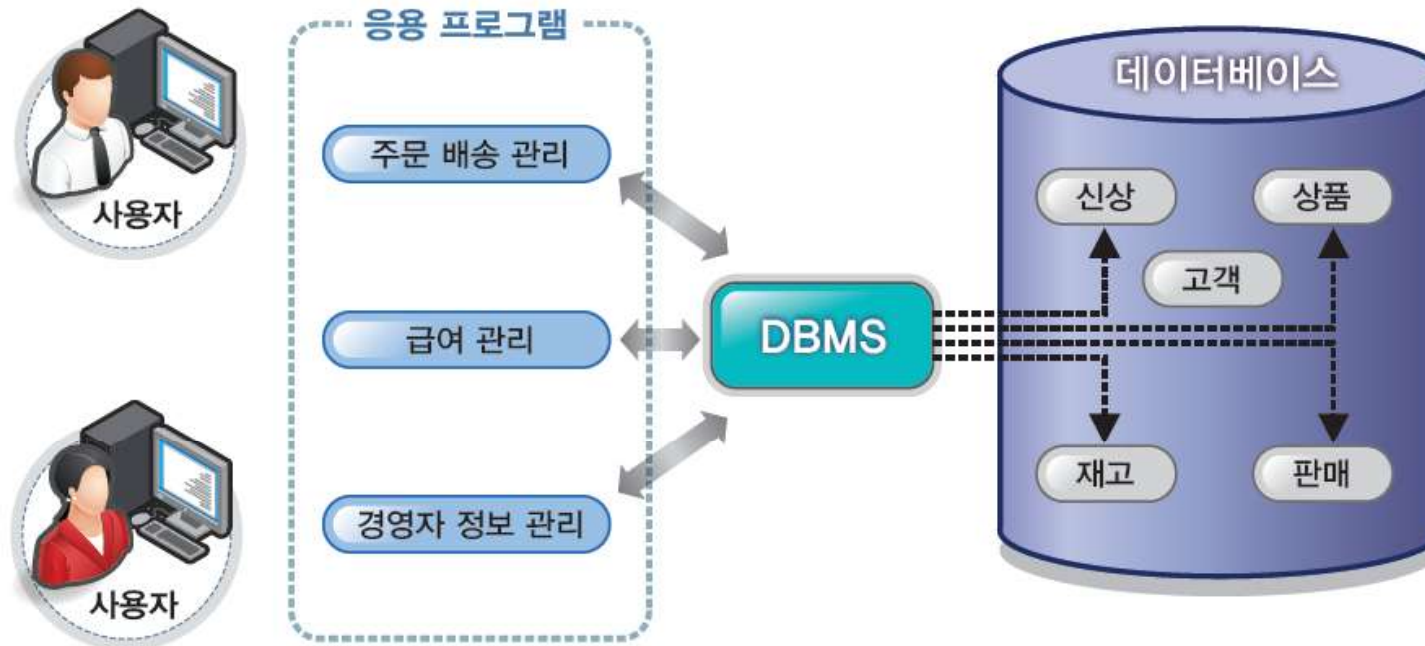 응용 프로그램
데이터베이스
주문 배송 관리
신상
상품
사용자
고객
급여 관리
DBMS
재고
판매
경영자 정보 관리
사용자